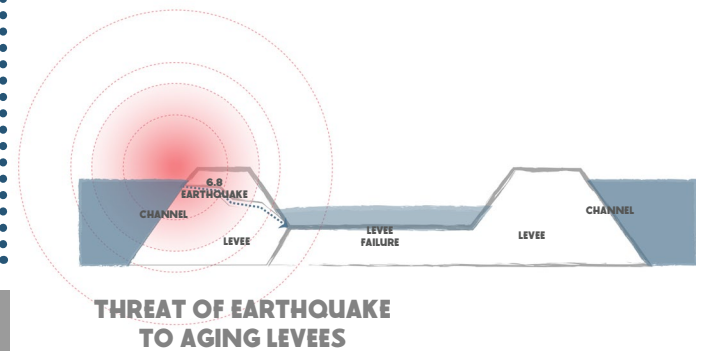 6.8
EARTHQUAKE
CHANNEL
LEVEE
LEVEE
FAILURE
LEVEE
CHANNEL
THREAT OF EARTHQUAKE
TO AGING LEVEES